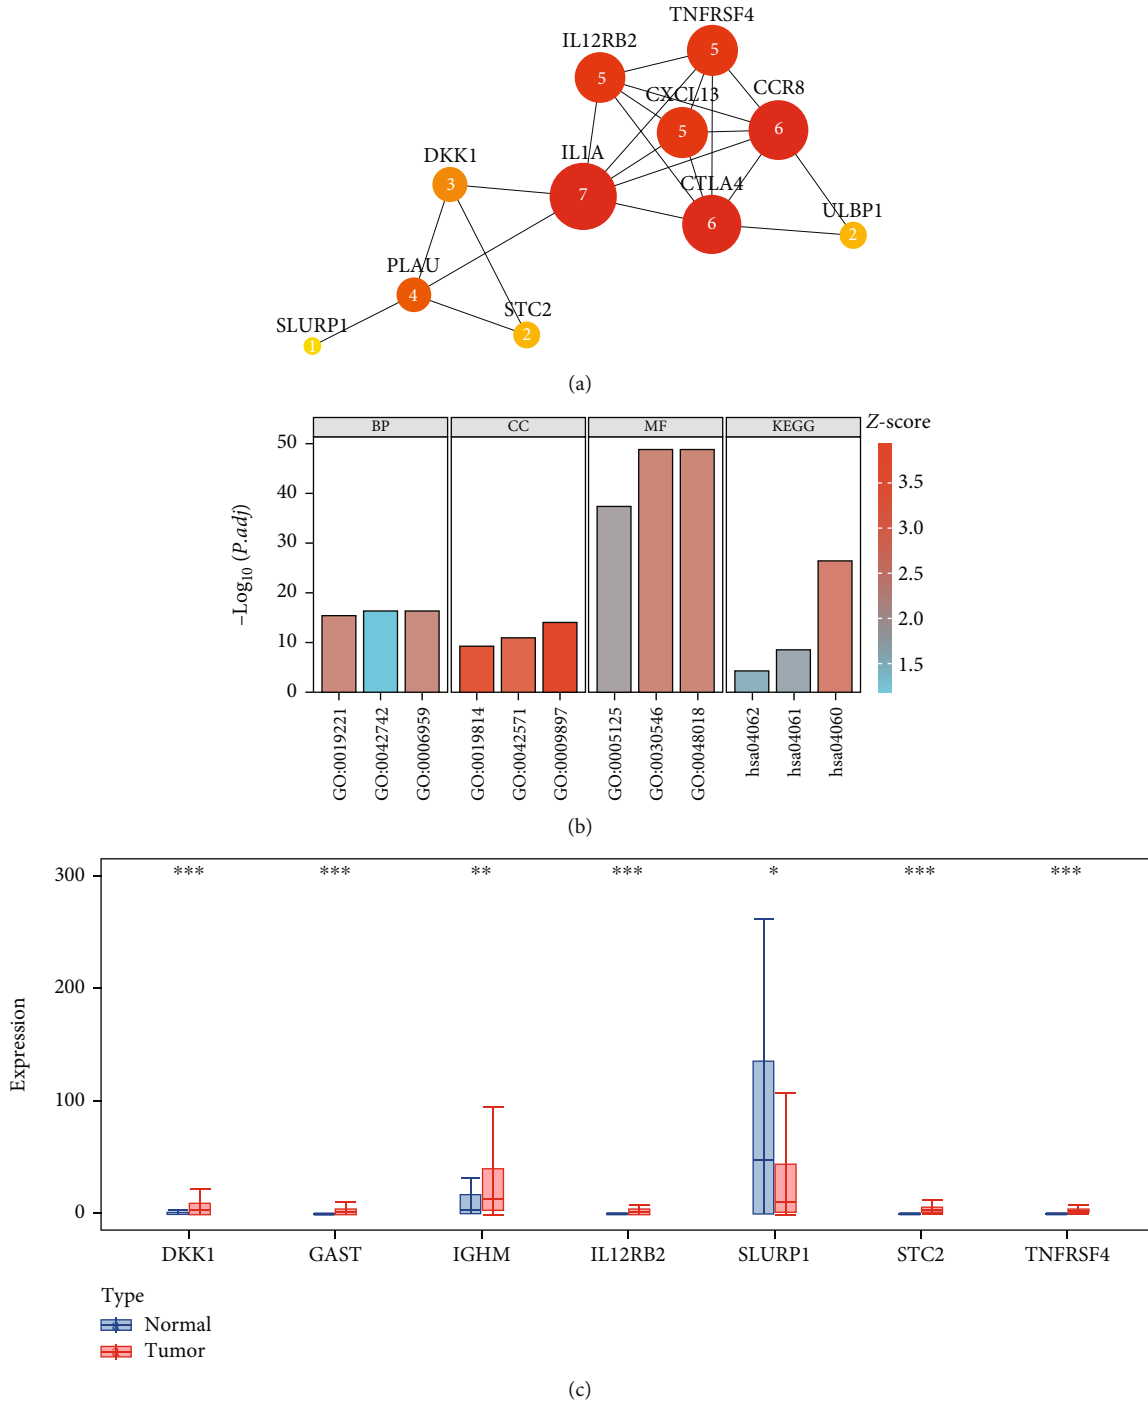 TNFRSF4
IL12RB2
5
5
CXCL13
CCR8
5
6
DKK1
IL1A
3
7
CTLA4
6
ULBP1
2
PLAU
4
STC2
2
SLURP1
1
(a)
BP CC MF KEGG Z-score
50
40
30
20
10
0
–Log10 (P.adj)
3.5
3.0
2.5
2.0
1.5
GO:0019221
GO:0042742
GO:0006959
GO:0019814
GO:0042571
GO:0009897
GO:0005125
GO:0030546
GO:0048018
hsa04062
hsa04061
hsa04060
(b)
*** *** ** *** * *** ***
300
200
100
0
Expression
DKK1 GAST IGHM IL12RB2 SLURP1 STC2 TNFRSF4
Type
a Normal
a Tumor
(c)